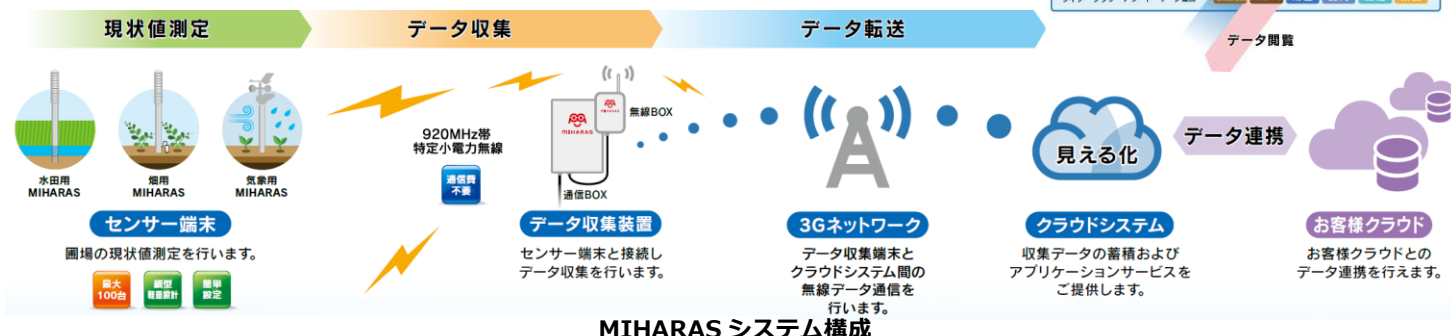 現状値測定
データ収集
データ転送
データ閲覧
920MHz帯
特定小電力無線
通信費
不要
MIHARAS
無線BOX
通信BOX
見える化
データ連携
水田用
MIHARAS
畑用
MIHARAS
気象用
MIHARAS
センサー端末
圃場の現状値測定を行います。
最大
100台
細型
軽量設計
簡単
設定
データ収集装置
センサー端末と接続し
データ収集を行います。
3Gネットワーク
データ収集端末と
クラウドシステム間の
無線データ通信を
行います。
クラウドシステム
収集データの蓄積および
アプリケーションサービスを
ご提供します。
お客様クラウド
お客様クラウドとの
データ連携を行えます。
MIHARAS システム構成